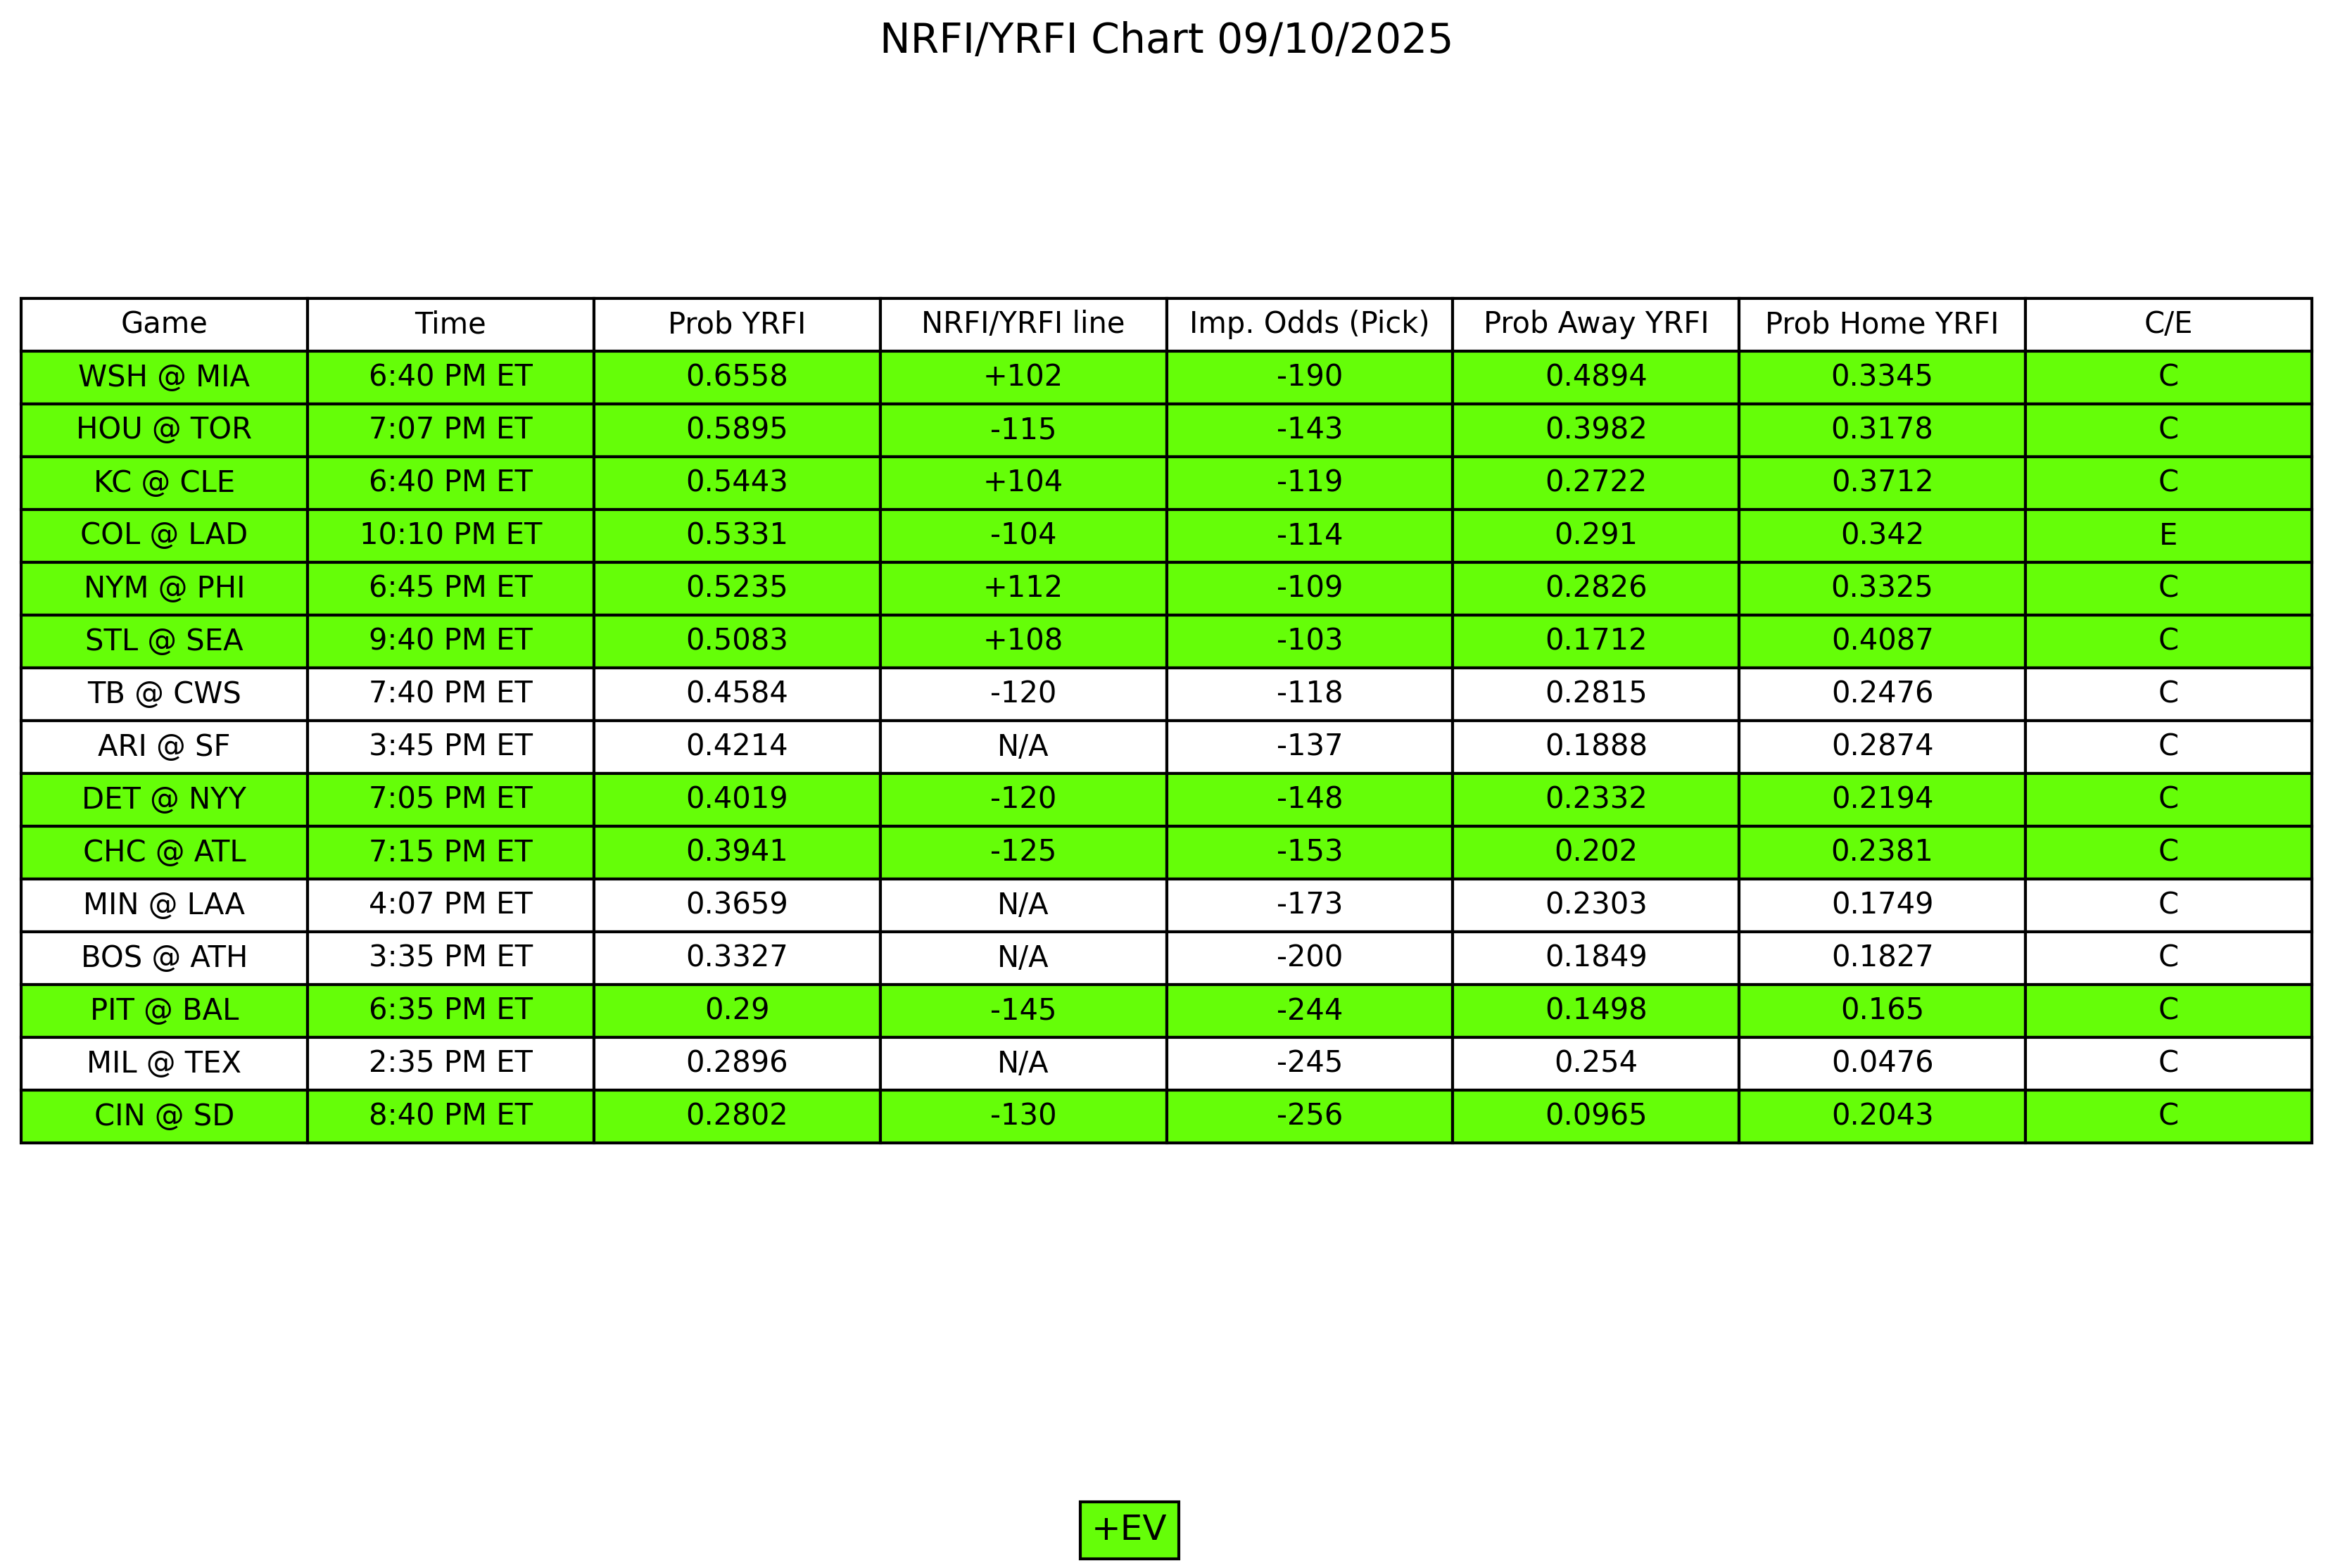 NRFI/YRFI Chart 09/10/2025
Game Time Prob YRFI NRFI/YRFI line Imp. Odds (Pick) Prob Away YRFI Prob Home YRFI C/E
WSH @ MIA 6:40 PM ET 0.6558 +102 -190 0.4894 0.3345 C
HOU @ TOR 7:07 PM ET 0.5895 -115 -143 0.3982 0.3178 C
KC @ CLE 6:40 PM ET 0.5443 +104 -119 0.2722 0.3712 C
COL @ LAD 10:10 PM ET 0.5331 -104 -114 0.291 0.342 E
NYM @ PHI 6:45 PM ET 0.5235 +112 -109 0.2826 0.3325 C
STL @ SEA 9:40 PM ET 0.5083 +108 -103 0.1712 0.4087 C
TB @ CWS 7:40 PM ET 0.4584 -120 -118 0.2815 0.2476 C
ARI @ SF 3:45 PM ET 0.4214 N/A -137 0.1888 0.2874 C
DET @ NYY 7:05 PM ET 0.4019 -120 -148 0.2332 0.2194 C
CHC @ ATL 7:15 PM ET 0.3941 -125 -153 0.202 0.2381 C
MIN @ LAA 4:07 PM ET 0.3659 N/A -173 0.2303 0.1749 C
BOS @ ATH 3:35 PM ET 0.3327 N/A -200 0.1849 0.1827 C
PIT @ BAL 6:35 PM ET 0.29 -145 -244 0.1498 0.165 C
MIL @ TEX 2:35 PM ET 0.2896 N/A -245 0.254 0.0476 C
CIN @ SD 8:40 PM ET 0.2802 -130 -256 0.0965 0.2043 C
+EV